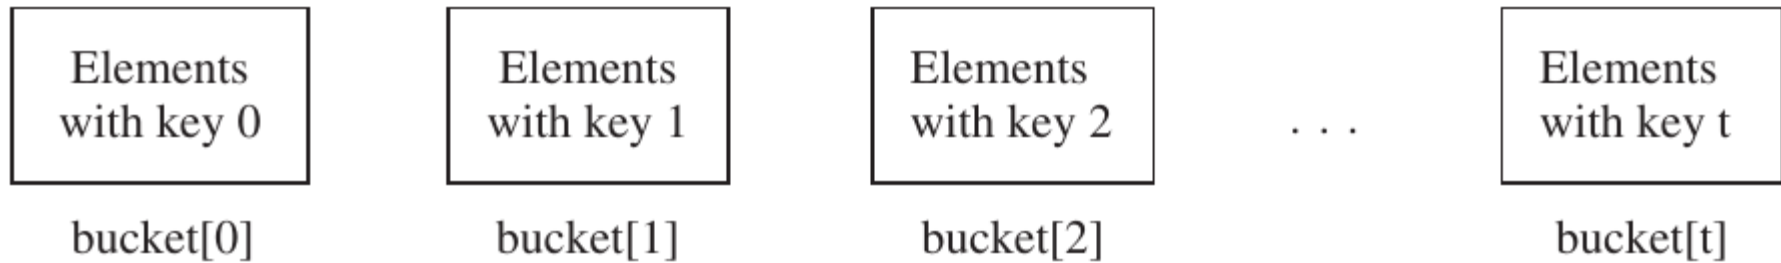 Elements
with key 0
Elements
with key 1
Elements
with key 2
. . .
Elements
with key t
bucket[0]
bucket[1]
bucket[2]
bucket[t]